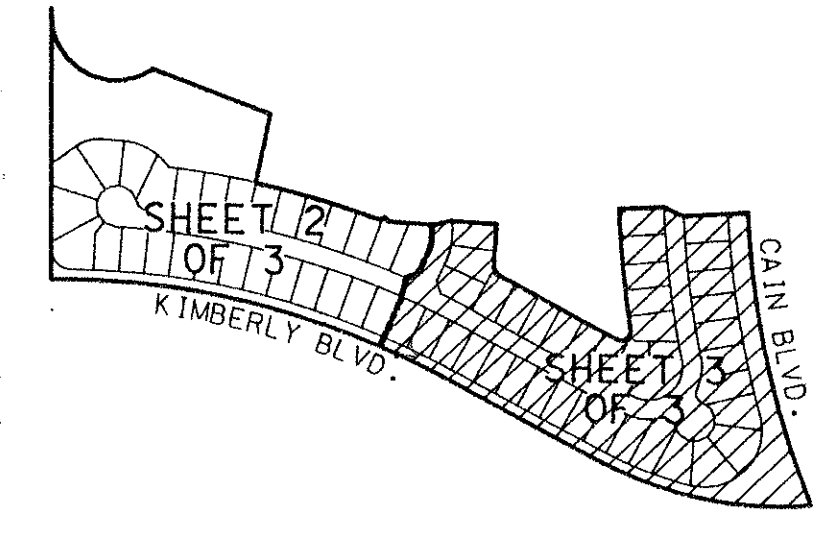 SHEET 2
OF 3
KIMBERLY BLVD.
SHEET 3
OF 3
CAIN BLVD.